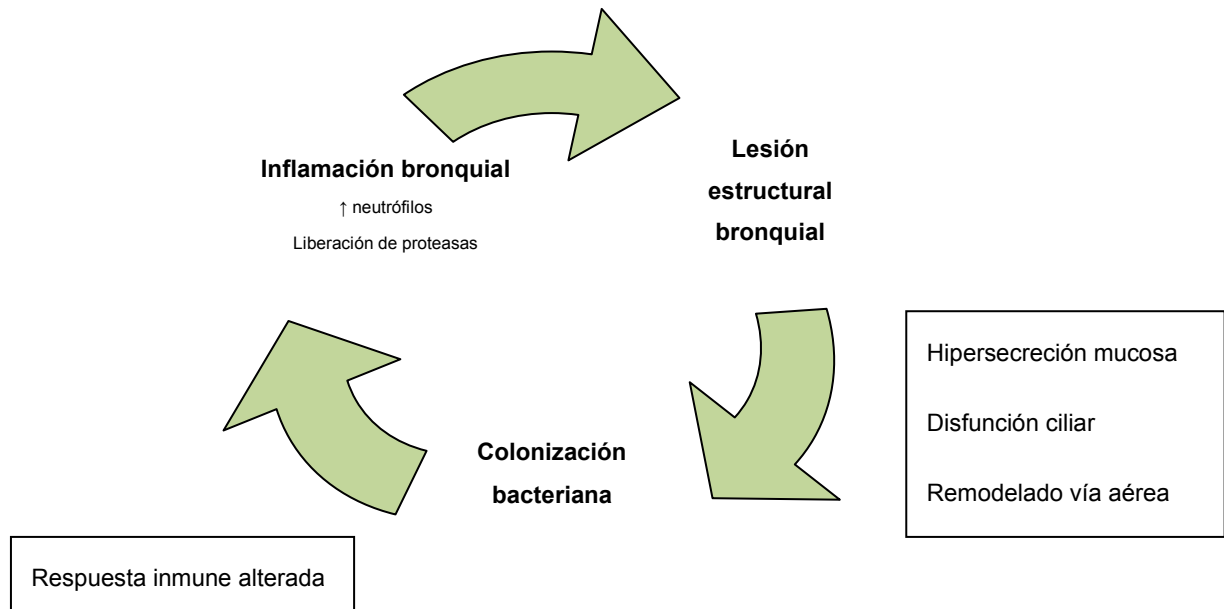 Inflamación bronquial
↑ neutrófilos
Liberación de proteasas
Lesión
estructural
bronquial
Hipersecreción mucosa
Disfunción ciliar
Remodelado vía aérea
Colonización
bacteriana
Respuesta inmune alterada